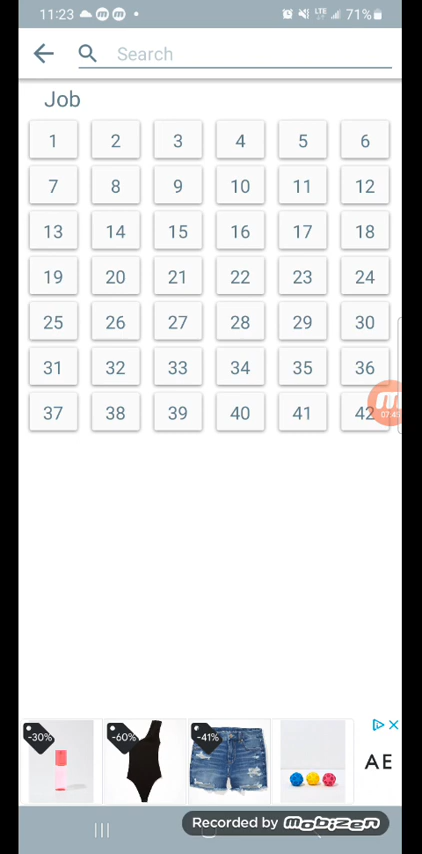 11:23 LTE 71%
Search
Job
1 2 3 4 5 6
7 8 9 10 11 12
13 14 15 16 17 18
19 20 21 22 23 24
25 26 27 28 29 30
31 32 33 34 35 36
37 38 39 40 41 42
-30% -60% -41%
AE
Recorded by mobizen